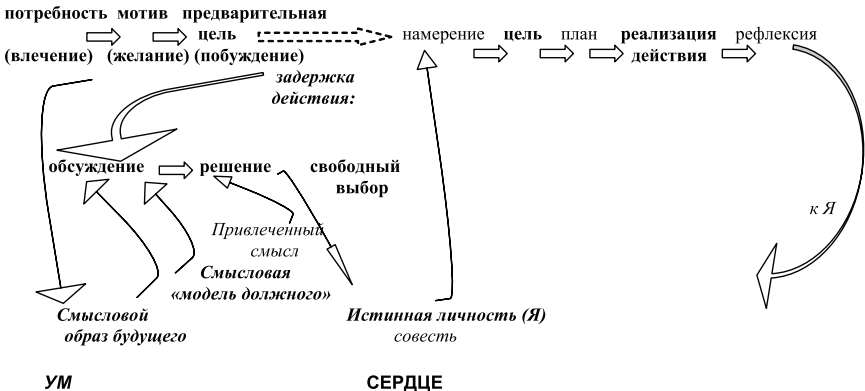 потребность мотив предварительная
цель намерение цель план реализация рефлексия
(влечение) (желание) (побуждение) действия
задержка
действия:
обсуждение решение свободный
выбор
к Я
Привлеченный
смысл
Смысловая
«модель должного»
Смысловой Истинная личность (Я)
образ будущего совесть
УМ СЕРДЦЕ